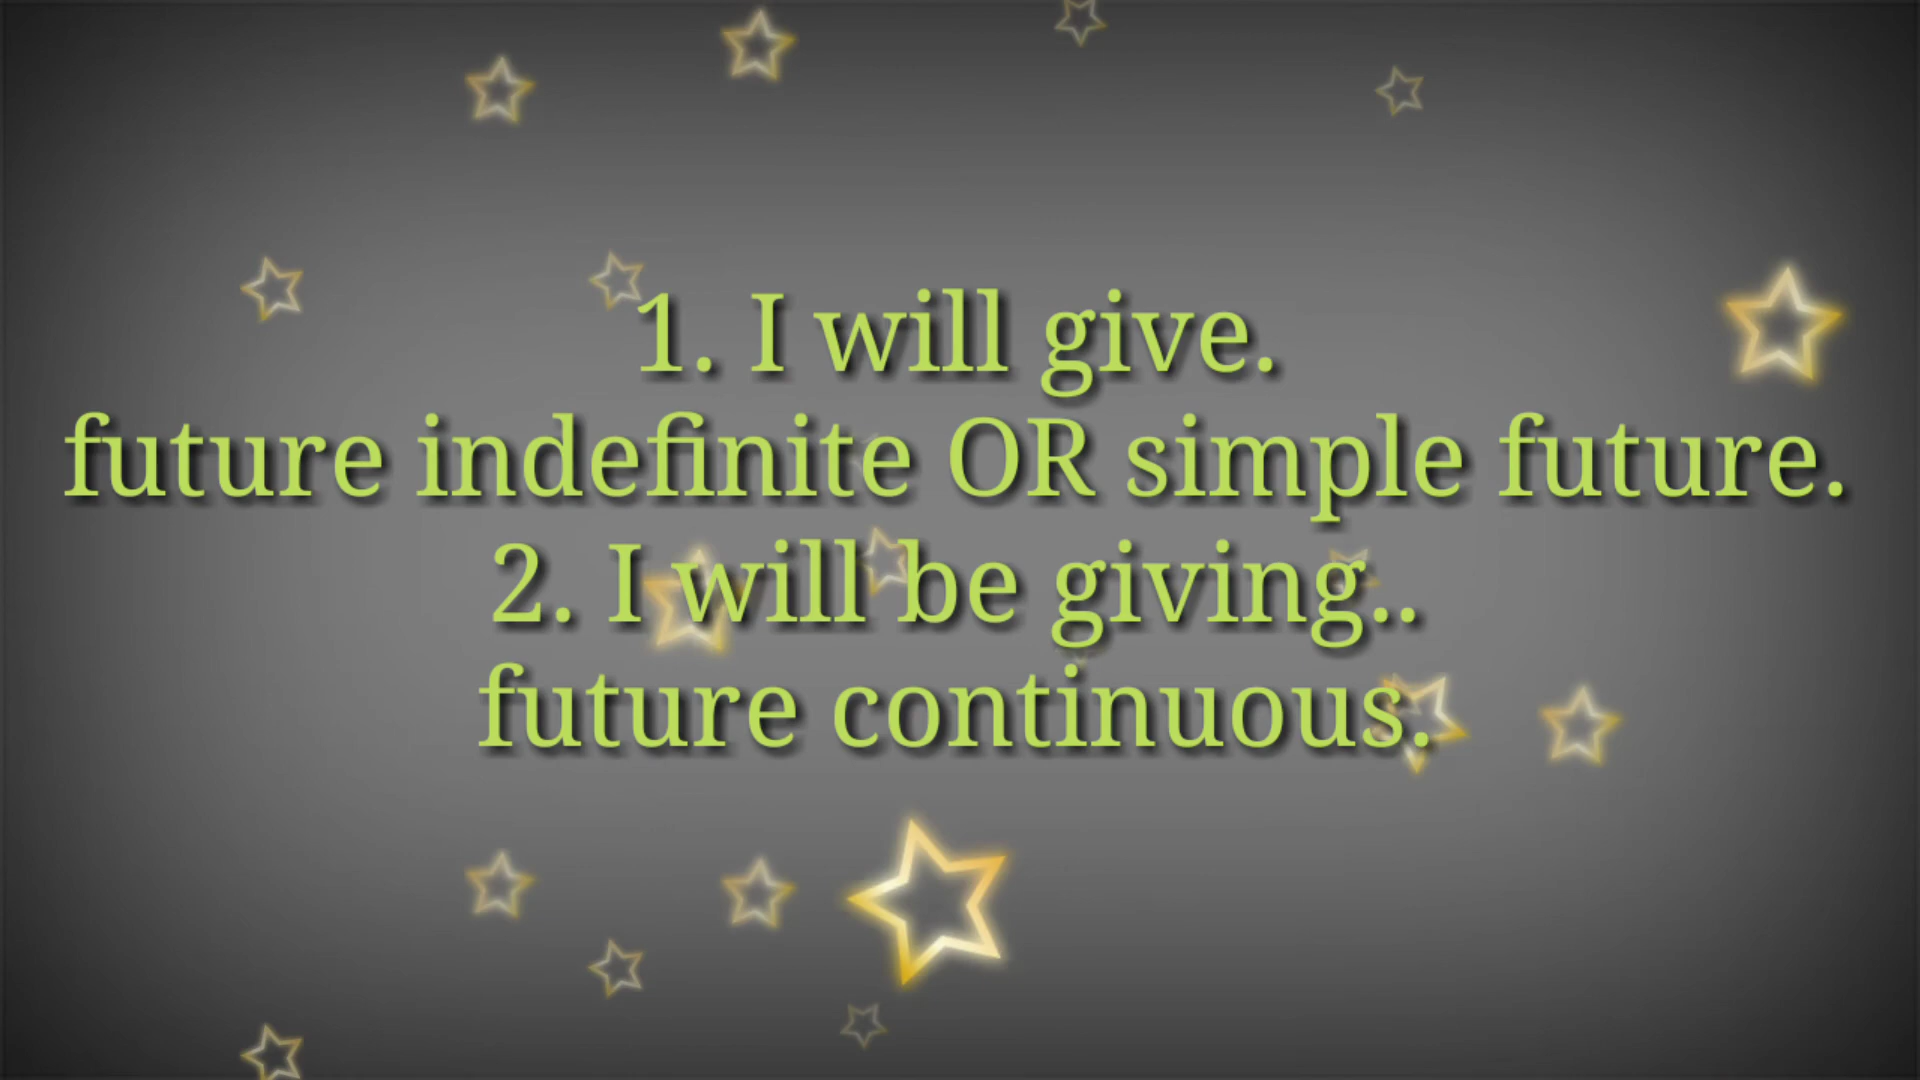 1. I will give.
future indefinite OR simple future.
2. I will be giving..
future continuous.